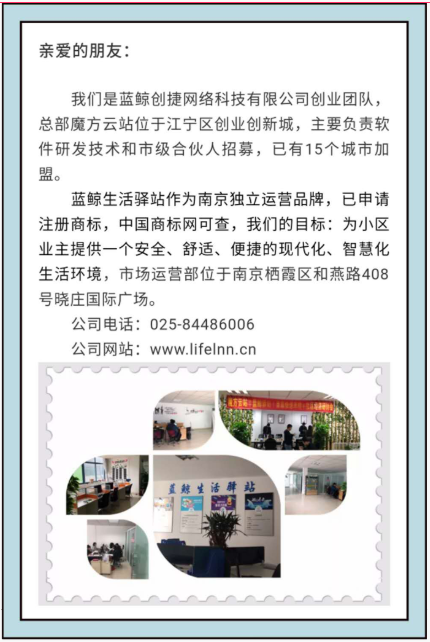 亲爱的朋友：
我们是蓝鲸创捷网络科技有限公司创业团队，
总部魔方云站位于江宁区创业创新城，主要负责软
件研发技术和市级合伙人招募，已有15个城市加
盟。
蓝鲸生活驿站作为南京独立运营品牌，已申请
注册商标，中国商标网可查，我们的目标：为小区
业主提供一个安全、舒适、便捷的现代化、智慧化
生活环境，市场运营部位于南京栖霞区和燕路408
号晓庄国际广场。
公司电话：025-84486006
公司网站：www.lifelnn.cn
蓝鲸生活驿站